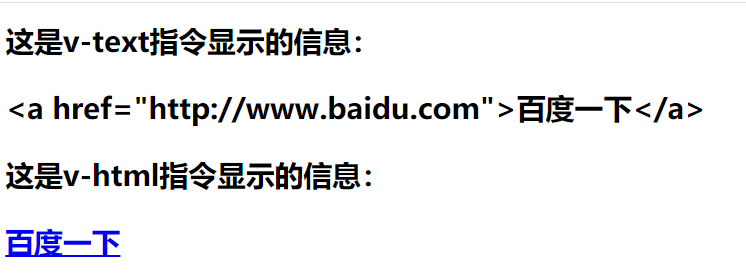 这是v-text指令显示的信息：
<a href="http://www.baidu.com">百度一下</a>
这是v-html指令显示的信息：
百度一下